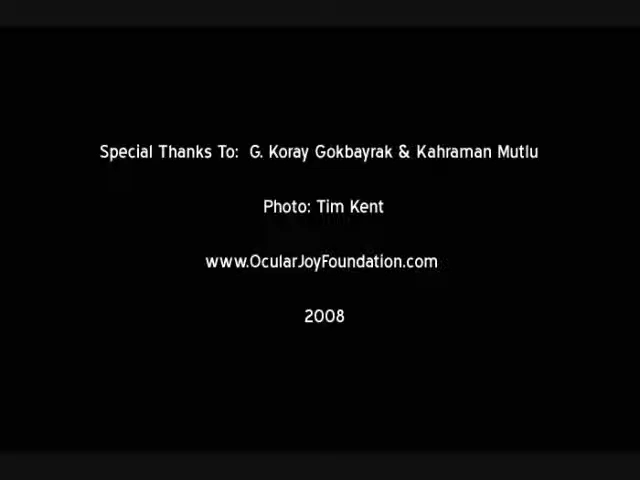 Special Thanks To:  G. Koray Gokbayrak & Kahraman Mutlu
Photo: Tim Kent
www.OcularJoyFoundation.com
2008